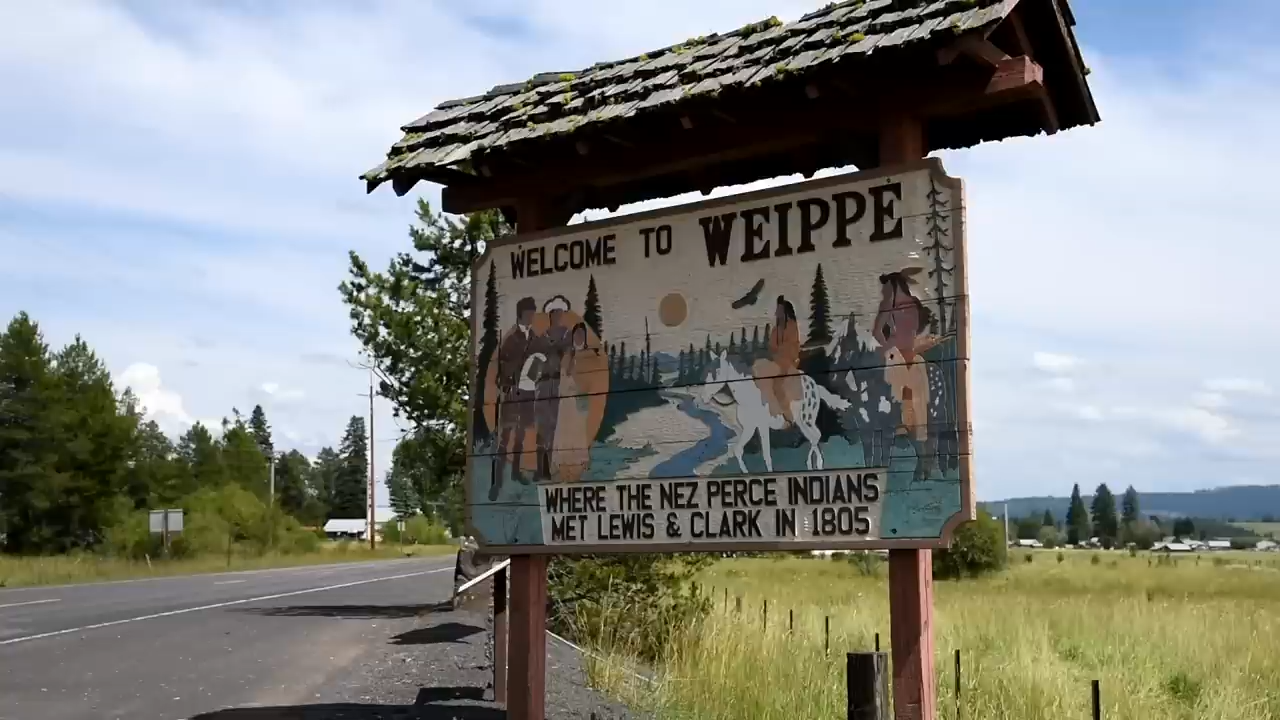 WELCOME TO WEIPPE
WHERE THE NEZ PERCE INDIANS
MET LEWIS & CLARK IN 1805